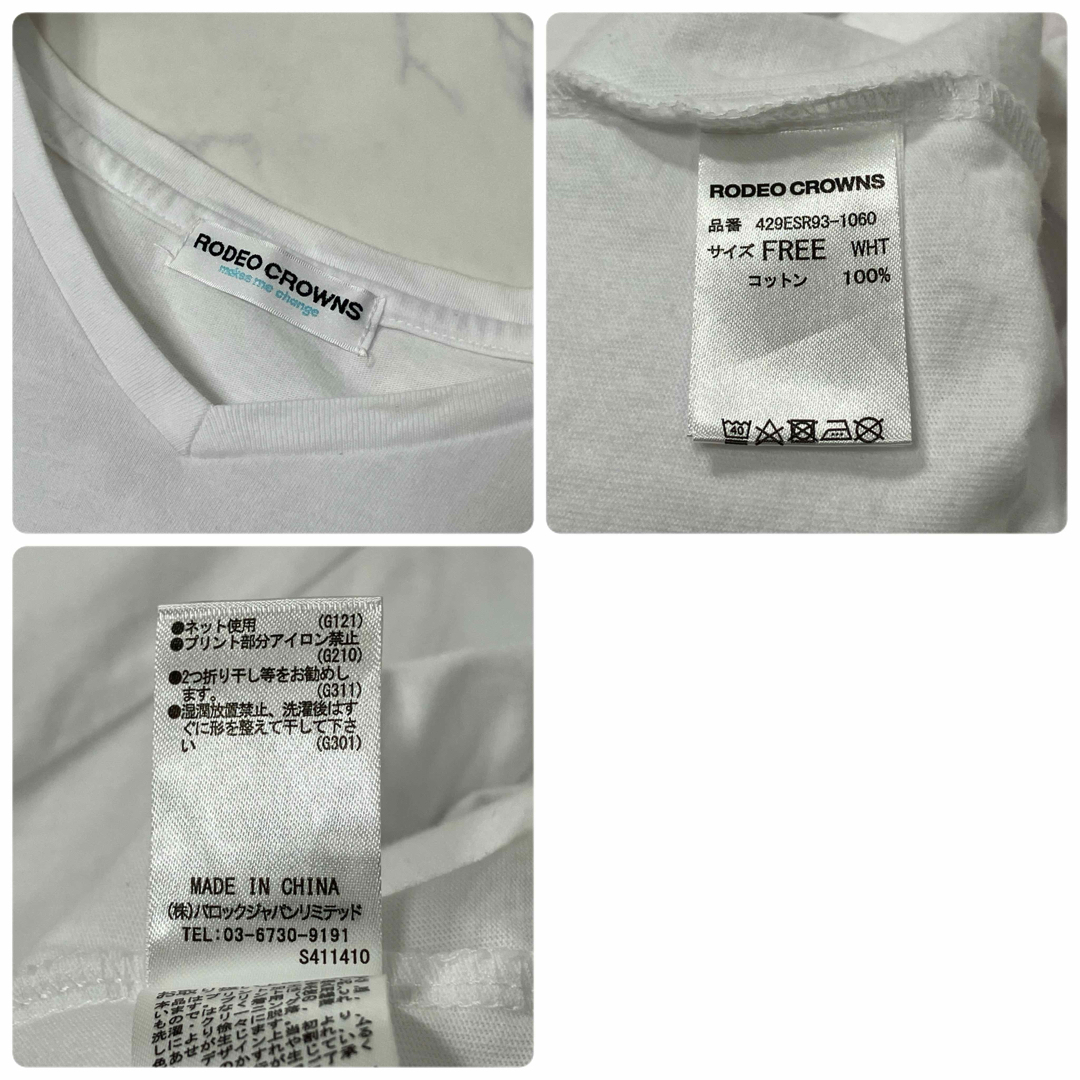 RODEO CROWNS
makes me change
RODEO CROWNS
品番 429ESR93-1060
サイズ FREE WHT
コットン 100%
40
●ネット使用 (G121)
●プリント部分アイロン禁止
(G210)
●2つ折り干し等をお勧めし
ます。 (G311)
●湿潤放置禁止、洗濯後はす
ぐに形を整えて干して下さ
い (G301)
MADE IN CHINA
(株)バロックジャパンリミテッド
TEL:03-6730-9191
S411410